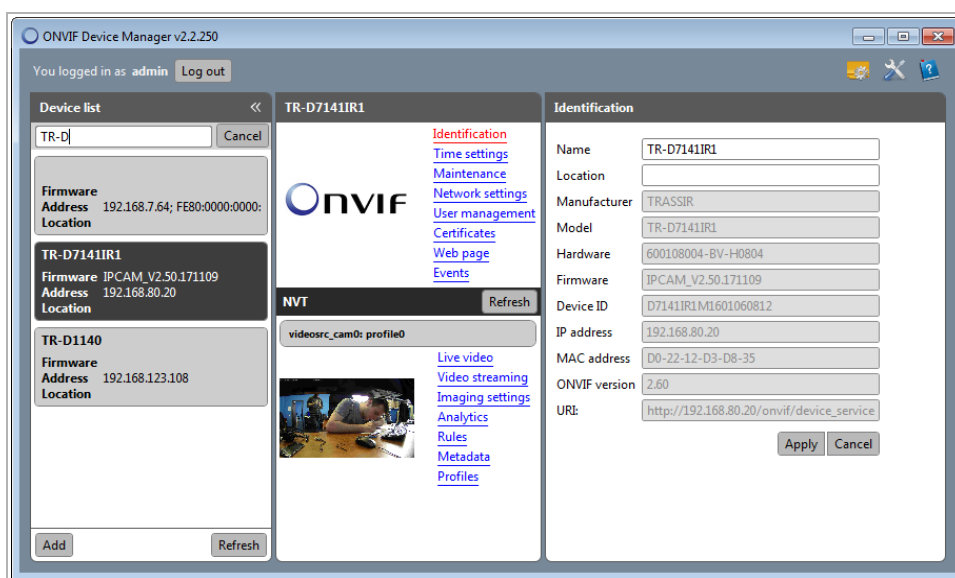 ONVIF Device Manager v2.2.250
You logged in as admin Log out
Device list «
TR-D Cancel
Firmware
Address 192.168.7.64; FE80:0000:0000:
Location
TR-D7141IR1
Firmware IPCAM_V2.50.171109
Address 192.168.80.20
Location
TR-D1140
Firmware
Address 192.168.123.108
Location
Add Refresh
TR-D7141IR1
ONVIF
Identification
Time settings
Maintenance
Network settings
User management
Certificates
Web page
Events
NVT Refresh
videosrc_cam0: profile0
Live video
Video streaming
Imaging settings
Analytics
Rules
Metadata
Profiles
Identification
Name TR-D7141IR1
Location
Manufacturer TRASSIR
Model TR-D7141IR1
Hardware 600108004-BV-H0804
Firmware IPCAM_V2.50.171109
Device ID D7141IR1M1601060812
IP address 192.168.80.20
MAC address D0-22-12-D3-D8-35
ONVIF version 2.60
URI: http://192.168.80.20/onvif/device_service
Apply Cancel